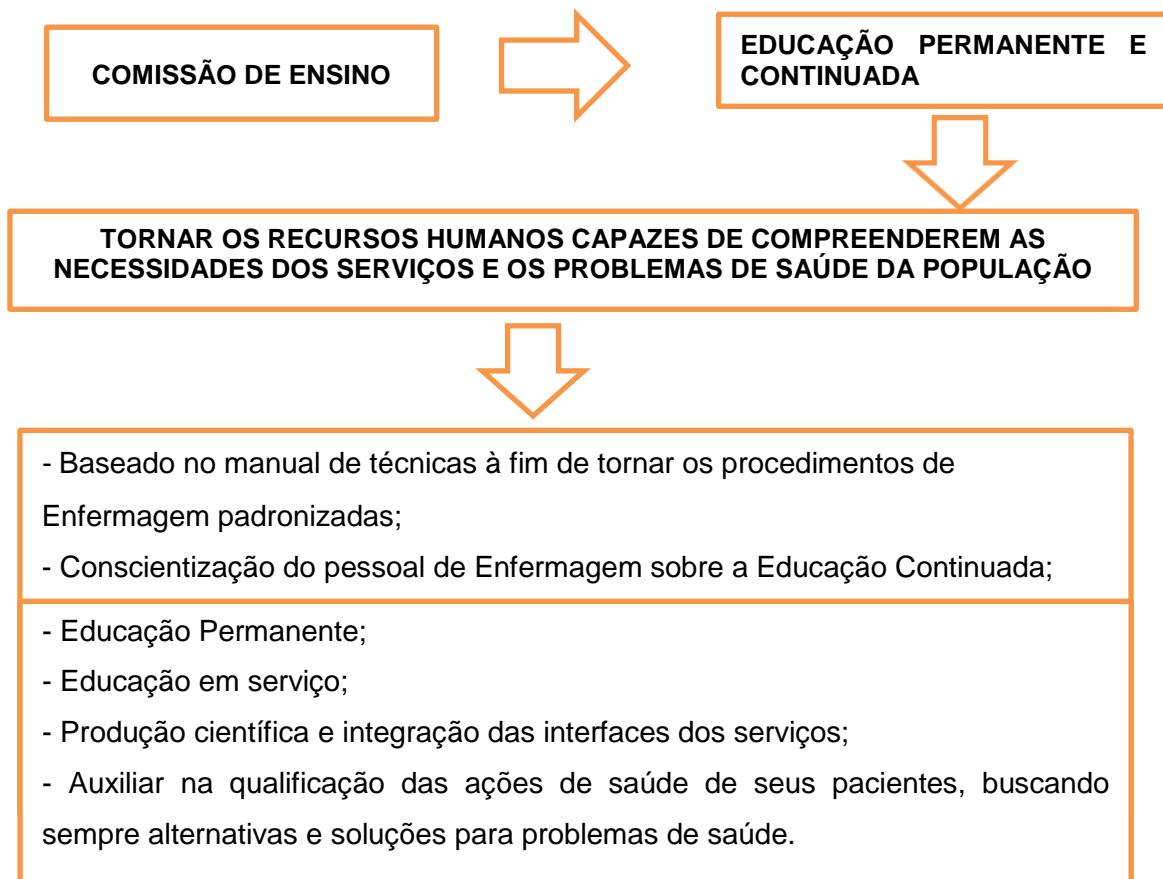 COMISSÃO DE ENSINO
EDUCAÇÃO PERMANENTE E
CONTINUADA
TORNAR OS RECURSOS HUMANOS CAPAZES DE COMPREENDEREM AS
NECESSIDADES DOS SERVIÇOS E OS PROBLEMAS DE SAÚDE DA POPULAÇÃO
- Baseado no manual de técnicas à fim de tornar os procedimentos de
Enfermagem padronizadas;
- Conscientização do pessoal de Enfermagem sobre a Educação Continuada;
- Educação Permanente;
- Educação em serviço;
- Produção científica e integração das interfaces dos serviços;
- Auxiliar na qualificação das ações de saúde de seus pacientes, buscando
sempre alternativas e soluções para problemas de saúde.